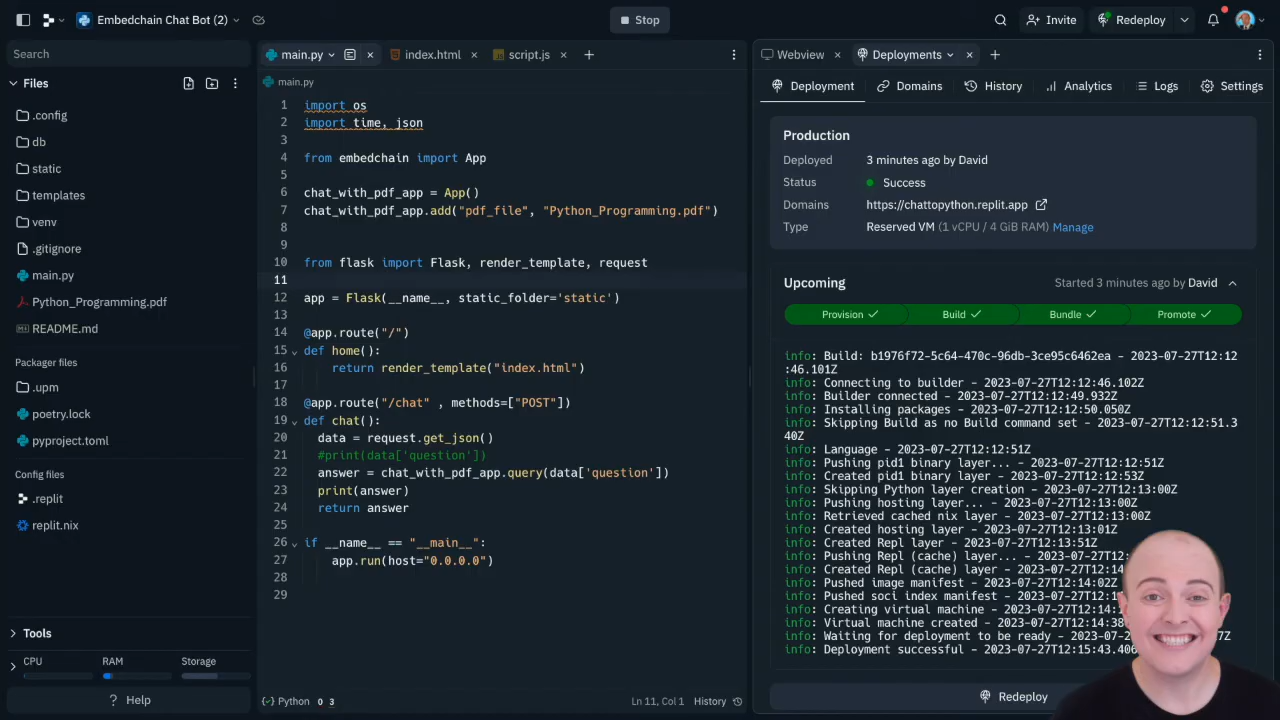 Embedchain Chat Bot (2)
Stop
Invite
Redeploy
Search
Files
.config
db
static
templates
venv
.gitignore
main.py
Python_Programming.pdf
README.md
Packager files
.upm
poetry.lock
pyproject.toml
Config files
.replit
replit.nix
Tools
CPU
RAM
Storage
? Help
main.py
index.html
script.js
main.py
1 import os
2 import time, json
3
4 from embedchain import App
5
6 chat_with_pdf_app = App()
7 chat_with_pdf_app.add("pdf_file", "Python_Programming.pdf")
8
9
10 from flask import Flask, render_template, request
11
12 app = Flask(__name__, static_folder='static')
13
14 @app.route("/")
15 def home():
16 return render_template("index.html")
17
18 @app.route("/chat" , methods=["POST"])
19 def chat():
20 data = request.get_json()
21 #print(data['question'])
22 answer = chat_with_pdf_app.query(data['question'])
23 print(answer)
24 return answer
25
26 if __name__ == "__main__":
27 app.run(host="0.0.0.0")
28
29
Python 0 3
Ln 11, Col 1 History
Webview
Deployments
Deployment
Domains
History
Analytics
Logs
Settings
Production
Deployed 3 minutes ago by David
Status Success
Domains https://chattopython.replit.app
Type Reserved VM (1 vCPU / 4 GiB RAM) Manage
Upcoming Started 3 minutes ago by David
Provision Build Bundle Promote
info: Build: b1976f72-5c64-470c-96db-3ce95c6462ea - 2023-07-27T12:12
:46.101Z
info: Connecting to builder - 2023-07-27T12:12:46.102Z
info: Builder connected - 2023-07-27T12:12:49.932Z
info: Installing packages - 2023-07-27T12:12:50.050Z
info: Skipping Build as no Build command set - 2023-07-27T12:12:51.3
40Z
info: Language - 2023-07-27T12:12:51Z
info: Pushing pid1 binary layer... - 2023-07-27T12:12:51Z
info: Created pid1 binary layer - 2023-07-27T12:12:53Z
info: Skipping Python layer creation - 2023-07-27T12:13:00Z
info: Pushing hosting layer... - 2023-07-27T12:13:00Z
info: Retrieved cached nix layer - 2023-07-27T12:13:00Z
info: Created hosting layer - 2023-07-27T12:13:01Z
info: Created Repl layer - 2023-07-27T12:13:51Z
info: Pushing Repl (cache) layer... - 2023-07-27T12:
info: Created Repl (cache) layer - 2023-07-27T12:14
info: Pushed image manifest - 2023-07-27T12:14:02Z
info: Pushed soci index manifest - 2023-07-27T12:1
info: Creating virtual machine - 2023-07-27T12:14:
info: Virtual machine created - 2023-07-27T12:14:38
info: Waiting for deployment to be ready - 2023-07-27T12: 7Z
info: Deployment successful - 2023-07-27T12:15:43.406
Redeploy